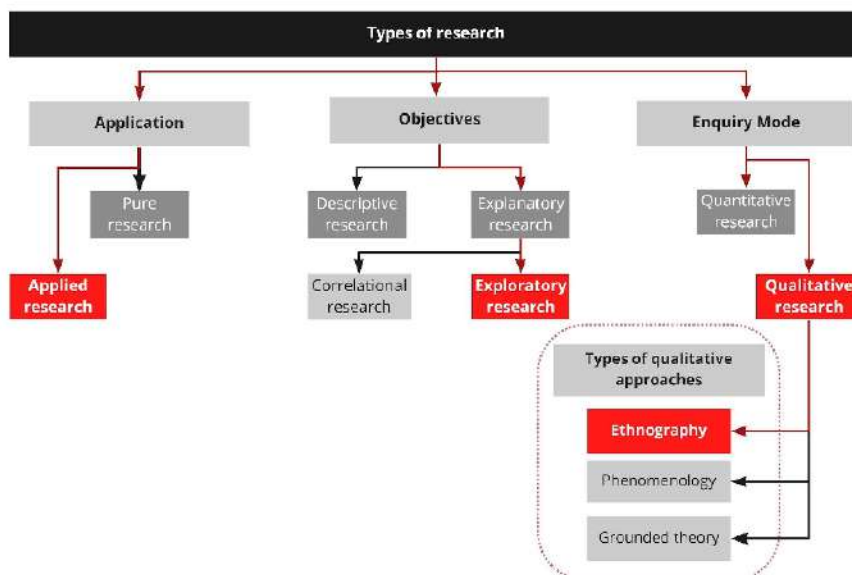 Types of research
Application
Objectives
Enquiry Mode
Pure
research
Descriptive
research
Explanatory
research
Quantitative
research
Applied
research
Correlational
research
Exploratory
research
Qualitative
research
Types of qualitative
approaches
Ethnography
Phenomenology
Grounded theory